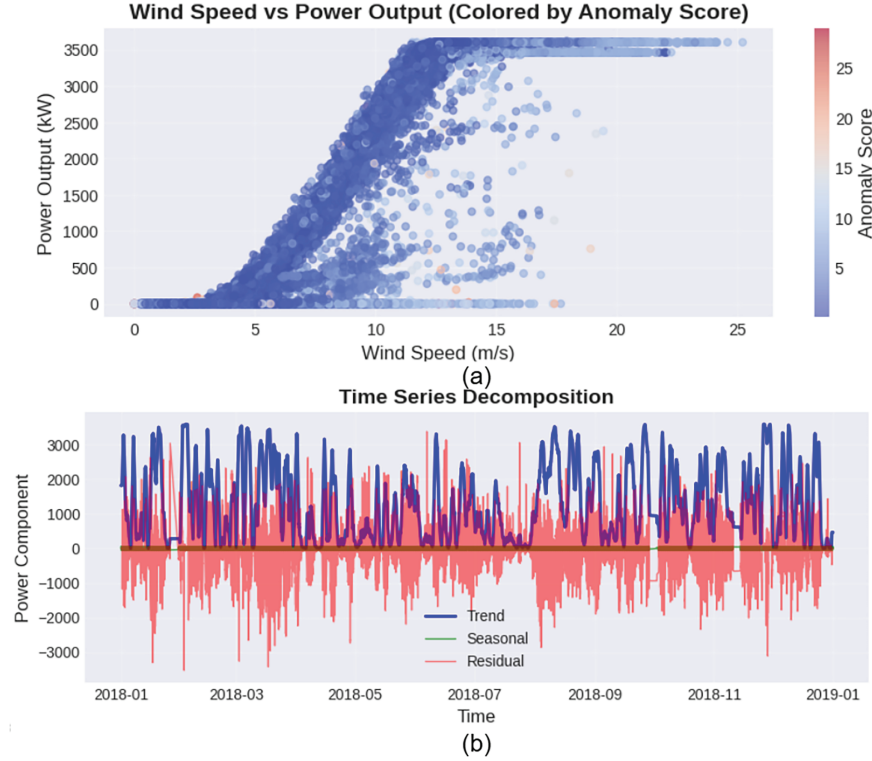 Wind Speed vs Power Output (Colored by Anomaly Score)
3500
3000
2500
2000
1500
1000
500
0
Power Output (kW)
0 5 10 15 20 25
Wind Speed (m/s)
25
20
15
10
5
Anomaly Score
(a)
Time Series Decomposition
3000
2000
1000
0
−1000
−2000
−3000
Power Component
Trend
Seasonal
Residual
2018-01 2018-03 2018-05 2018-07 2018-09 2018-11 2019-01
Time
(b)